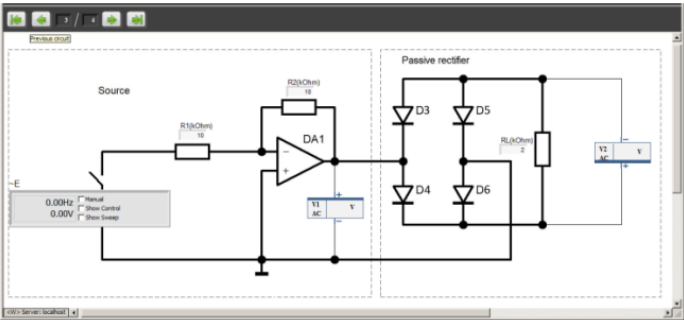 3 / 4
Previous circuit
Source
Passive rectifier
R2(kOhm)
10
R1(kOhm)
10
DA1
D3
D5
RL(kOhm)
2
V2
AC
V
D4
D6
~E
0.00Hz
0.00V
Manual
Show Control
Show Sweep
V1
AC
V
<W> Server: localhost